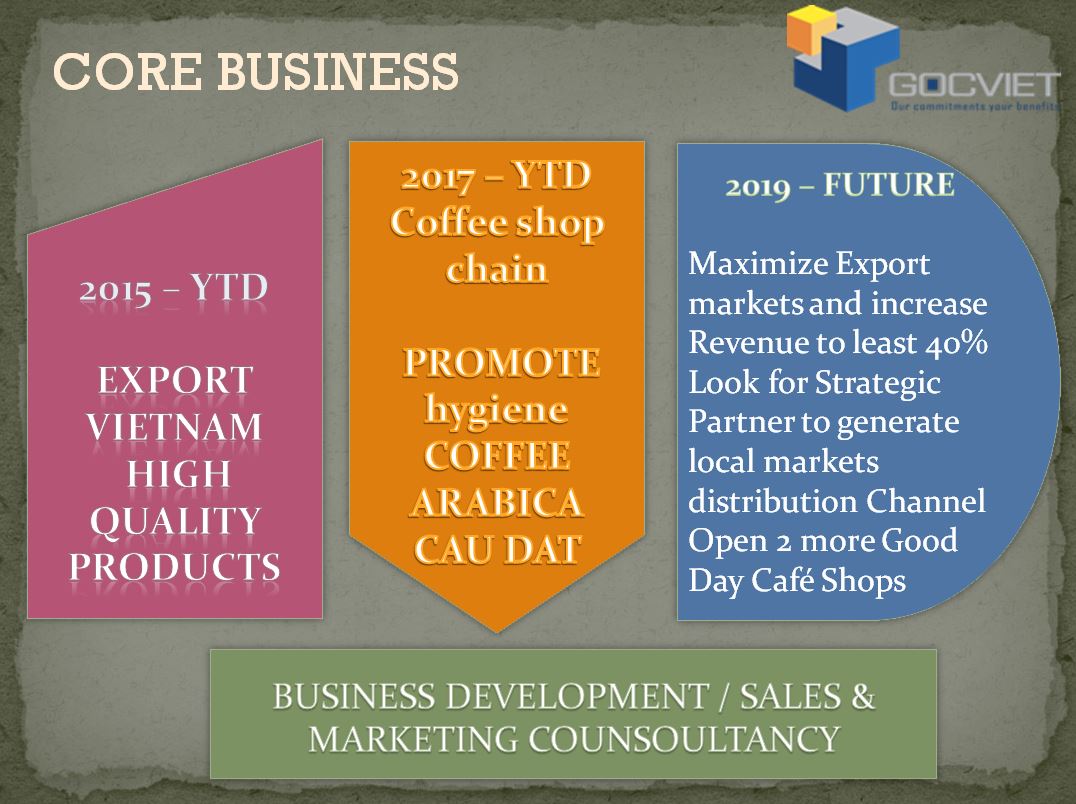 CORE BUSINESS
GOCVIET
Our commitments your benefits
2015 – YTD
EXPORT
VIETNAM
HIGH
QUALITY
PRODUCTS
2017 – YTD
Coffee shop
chain
PROMOTE
hygiene
COFFEE
ARABICA
CAU DAT
2019 – FUTURE
Maximize Export
markets and increase
Revenue to least 40%
Look for Strategic
Partner to generate
local markets
distribution Channel
Open 2 more Good
Day Café Shops
BUSINESS DEVELOPMENT / SALES &
MARKETING COUNSOULTANCY